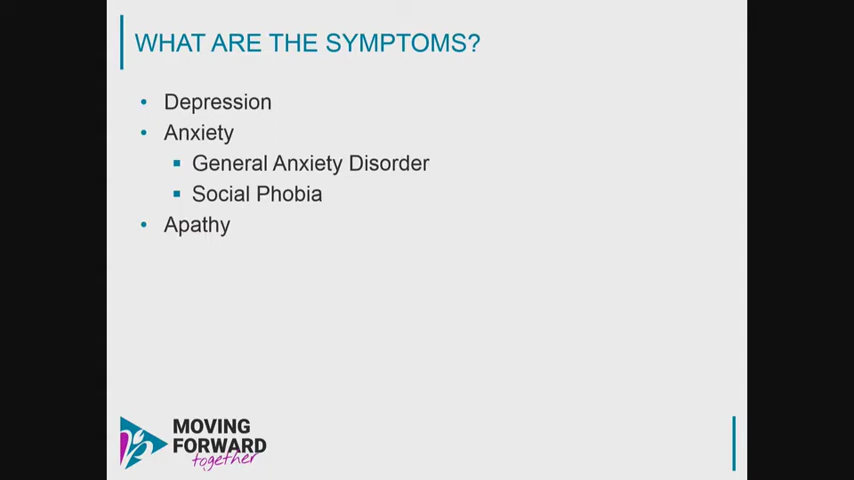 WHAT ARE THE SYMPTOMS?
• Depression
• Anxiety
▪ General Anxiety Disorder
▪ Social Phobia
• Apathy
MOVING
FORWARD
together